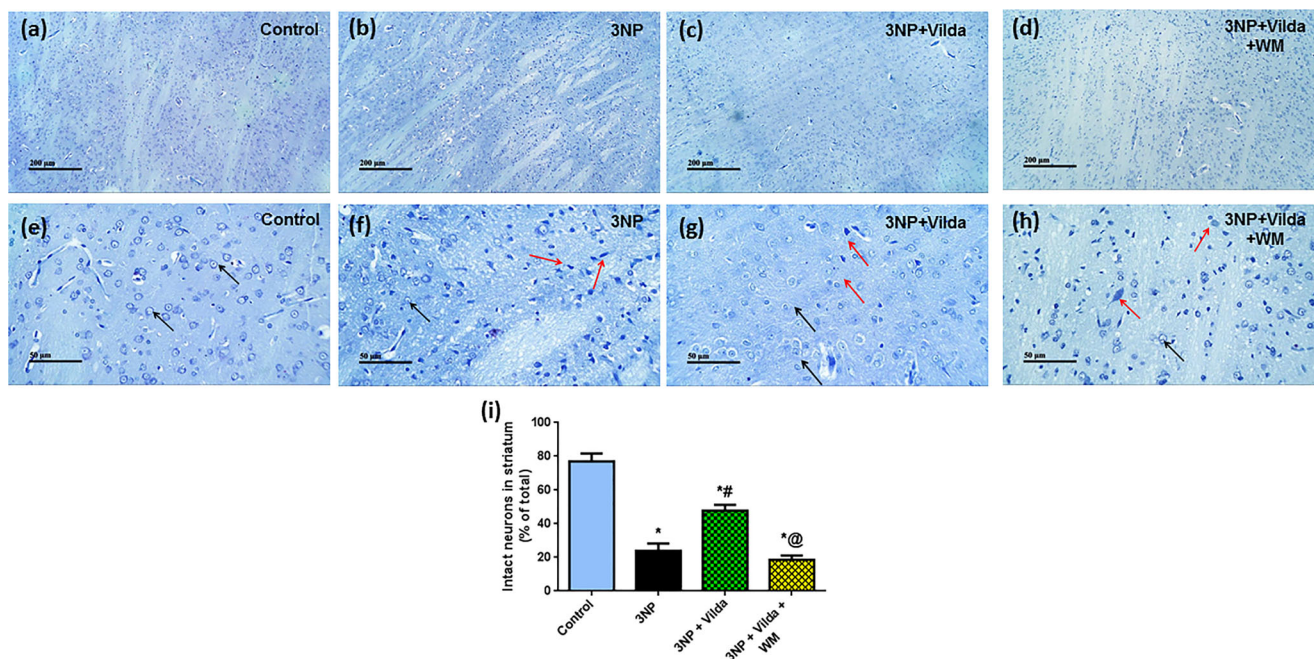 (a) Control
(b) 3NP
(c) 3NP+Vilda
(d) 3NP+Vilda
+WM
200 µm
200 µm
200 µm
200 µm
(e) Control
(f) 3NP
(g) 3NP+Vilda
(h) 3NP+Vilda
+WM
50 µm
50 µm
50 µm
50 µm
(i)
Intact neurons in striatum
(% of total)
100
80
60
40
20
0
*
*#
*@
Control
3NP
3NP + Vilda
3NP + Vilda +
WM